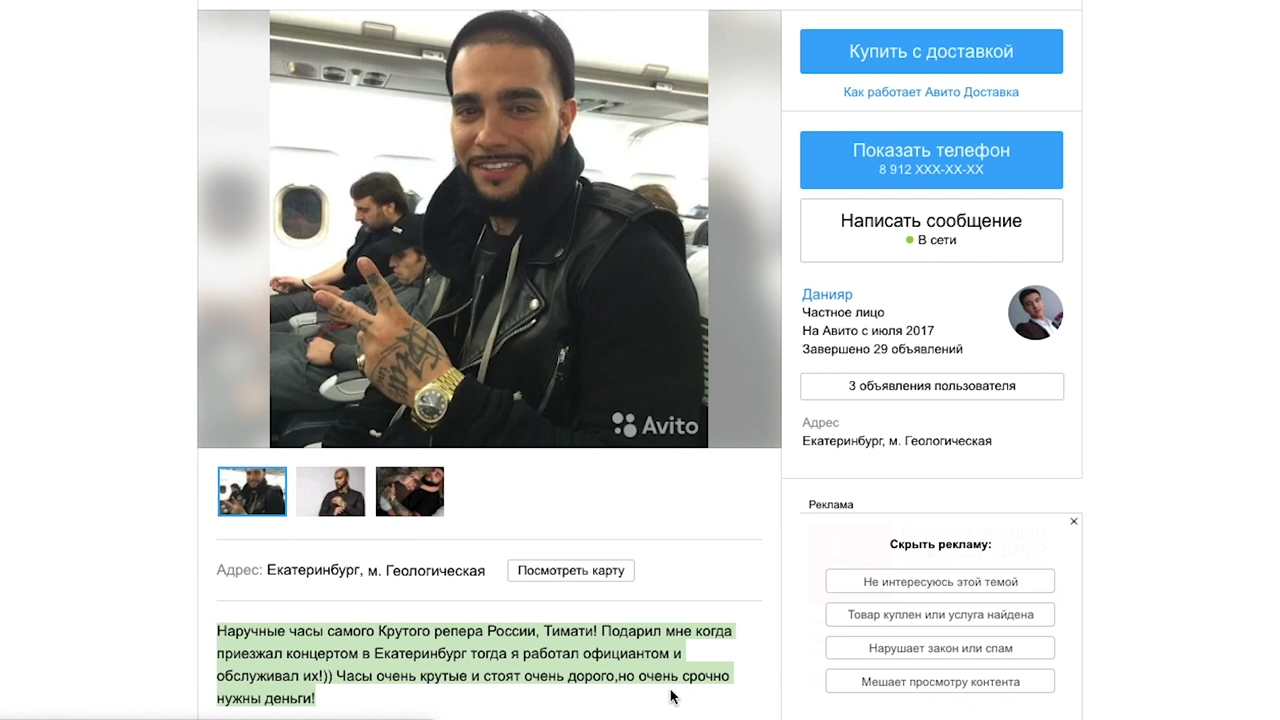 Купить с доставкой
Как работает Авито Доставка
Показать телефон
8 912 XXX-XX-XX
Написать сообщение
В сети
Данияр
Частное лицо
На Авито с июля 2017
Завершено 29 объявлений
3 объявления пользователя
Адрес
Екатеринбург, м. Геологическая
Avito
Реклама
Скрыть рекламу:
Не интересуюсь этой темой
Товар куплен или услуга найдена
Нарушает закон или спам
Мешает просмотру контента
Адрес: Екатеринбург, м. Геологическая
Посмотреть карту
Наручные часы самого Крутого репера России, Тимати! Подарил мне когда
приезжал концертом в Екатеринбург тогда я работал официантом и
обслуживал их!)) Часы очень крутые и стоят очень дорого,но очень срочно
нужны деньги!